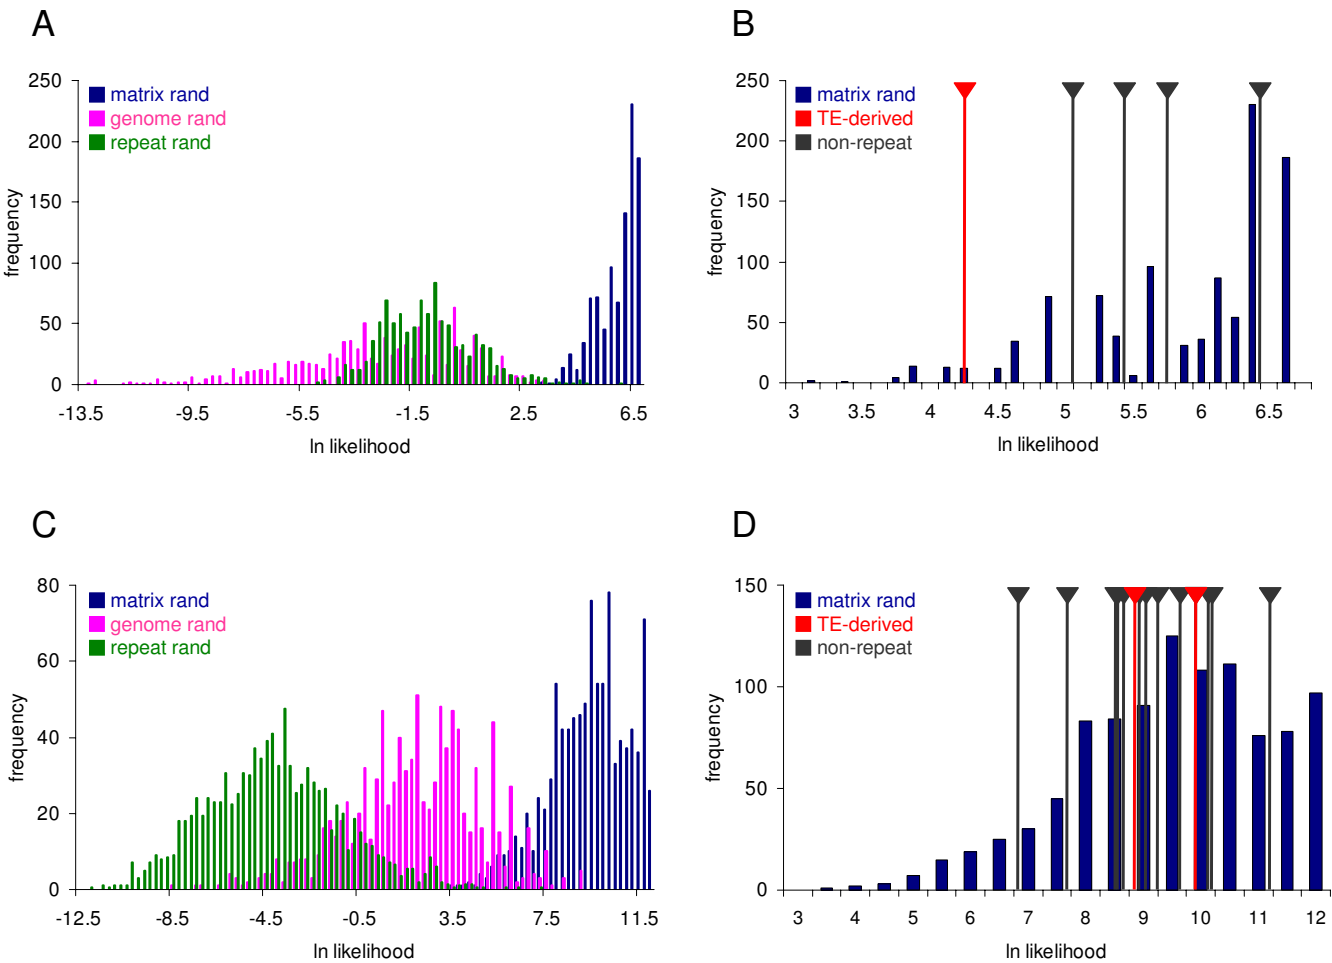 A
250
200
150
100
50
0
frequency
matrix rand
genome rand
repeat rand
-13.5 -9.5 -5.5 -1.5 2.5 6.5
ln likelihood
B
250
200
150
100
50
0
frequency
matrix rand
TE-derived
non-repeat
3 3.5 4 4.5 5 5.5 6 6.5
ln likelihood
C
80
60
40
20
0
frequency
matrix rand
genome rand
repeat rand
-12.5 -8.5 -4.5 -0.5 3.5 7.5 11.5
ln likelihood
D
150
100
50
0
frequency
matrix rand
TE-derived
non-repeat
3 4 5 6 7 8 9 10 11 12
ln likelihood